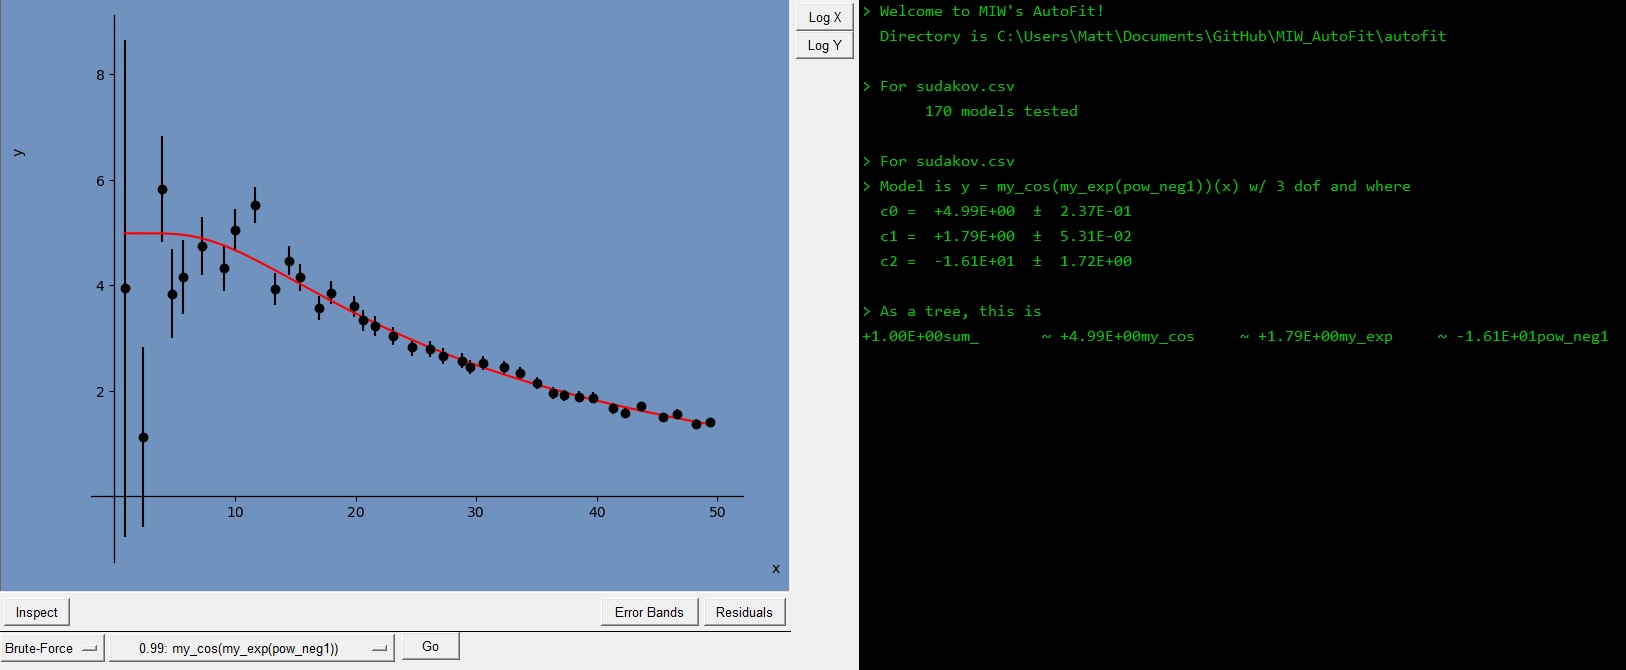 8
6
4
2
y
10 20 30 40 50
x
Log X
Log Y
Inspect
Error Bands
Residuals
Brute-Force
0.99: my_cos(my_exp(pow_neg1))
Go
> Welcome to MIW's AutoFit!
Directory is C:\Users\Matt\Documents\GitHub\MIW_AutoFit\autofit
> For sudakov.csv
170 models tested
> For sudakov.csv
> Model is y = my_cos(my_exp(pow_neg1))(x) w/ 3 dof and where
c0 = +4.99E+00 ± 2.37E-01
c1 = +1.79E+00 ± 5.31E-02
c2 = -1.61E+01 ± 1.72E+00
> As a tree, this is
+1.00E+00sum_ ~ +4.99E+00my_cos ~ +1.79E+00my_exp ~ -1.61E+01pow_neg1